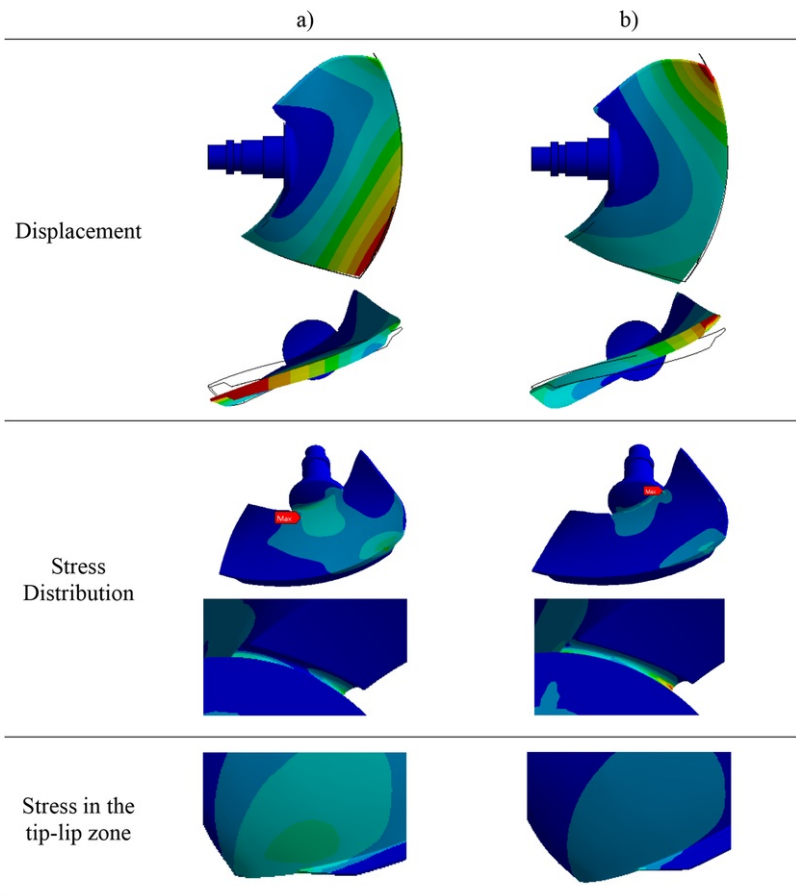 a) b)
Displacement
Max
Max
Stress
Distribution
Stress in the
tip-lip zone